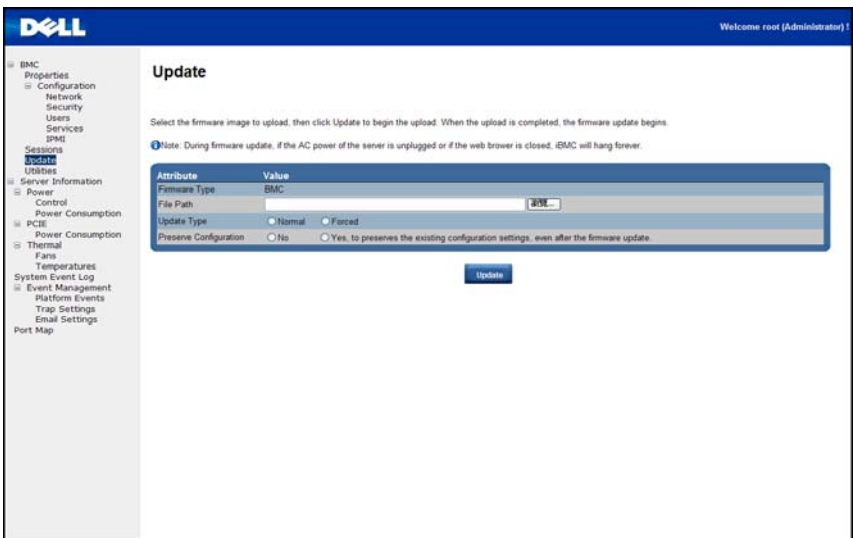 DELL
Welcome root (Administrator) !
BMC
Properties
Configuration
Network
Security
Users
Services
IPMI
Sessions
Update
Utilities
Server Information
Power
Control
Power Consumption
PCIE
Power Consumption
Thermal
Fans
Temperatures
System Event Log
Event Management
Platform Events
Trap Settings
Email Settings
Port Map
Update
Select the firmware image to upload, then click Update to begin the upload. When the upload is completed, the firmware update begins.
Note: During firmware update, if the AC power of the server is unplugged or if the web brower is closed, iBMC will hang forever.
Attribute Value
Firmware Type BMC
File Path
Update Type Normal Forced
Preserve Configuration No Yes, to preserves the existing configuration settings, even after the firmware update.
Update